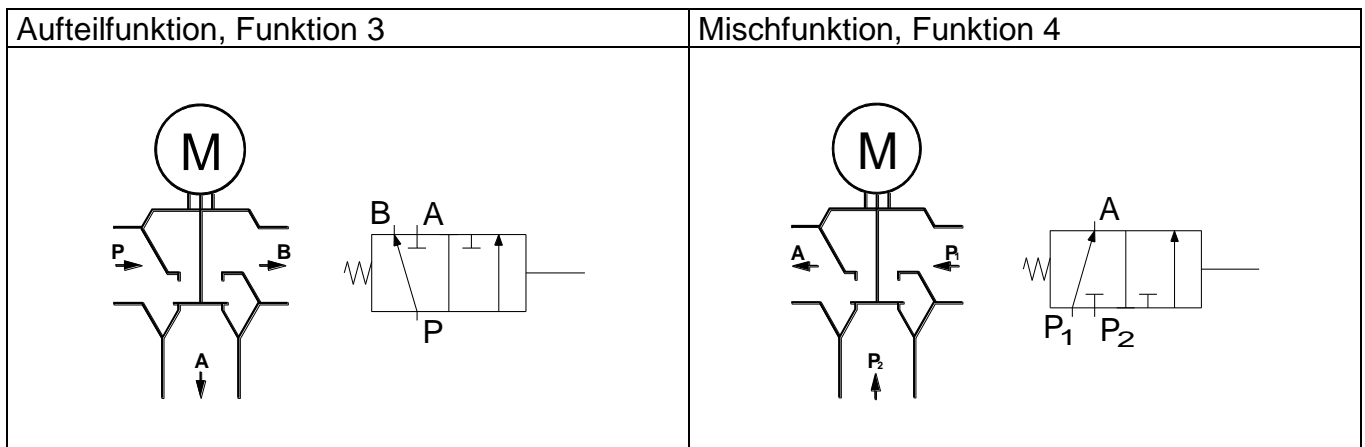 Aufteilfunktion, Funktion 3
M
B A
P B
P
A
Mischfunktion, Funktion 4
M
A
A P₁
P₁ P₂
P₂